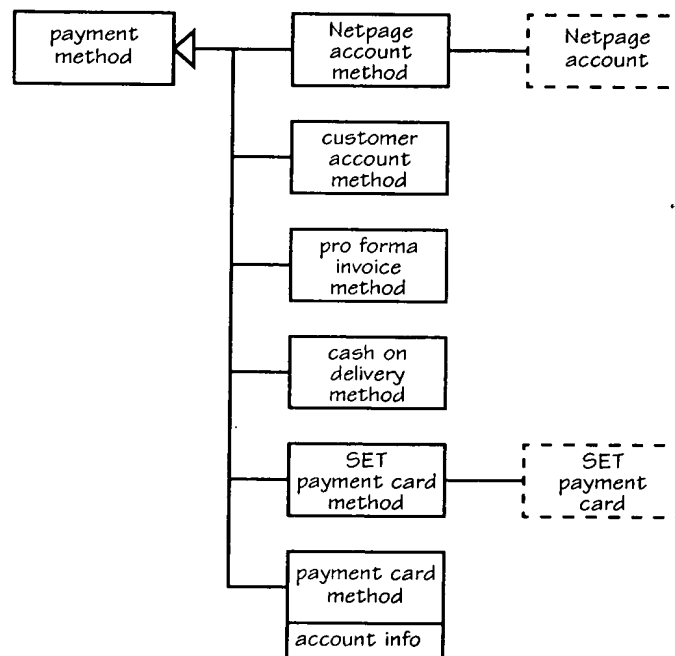 payment
method
Netpage
account
method
Netpage
account
customer
account
method
pro forma
invoice
method
cash on
delivery
method
SET
payment card
method
SET
payment
card
payment card
method
account info